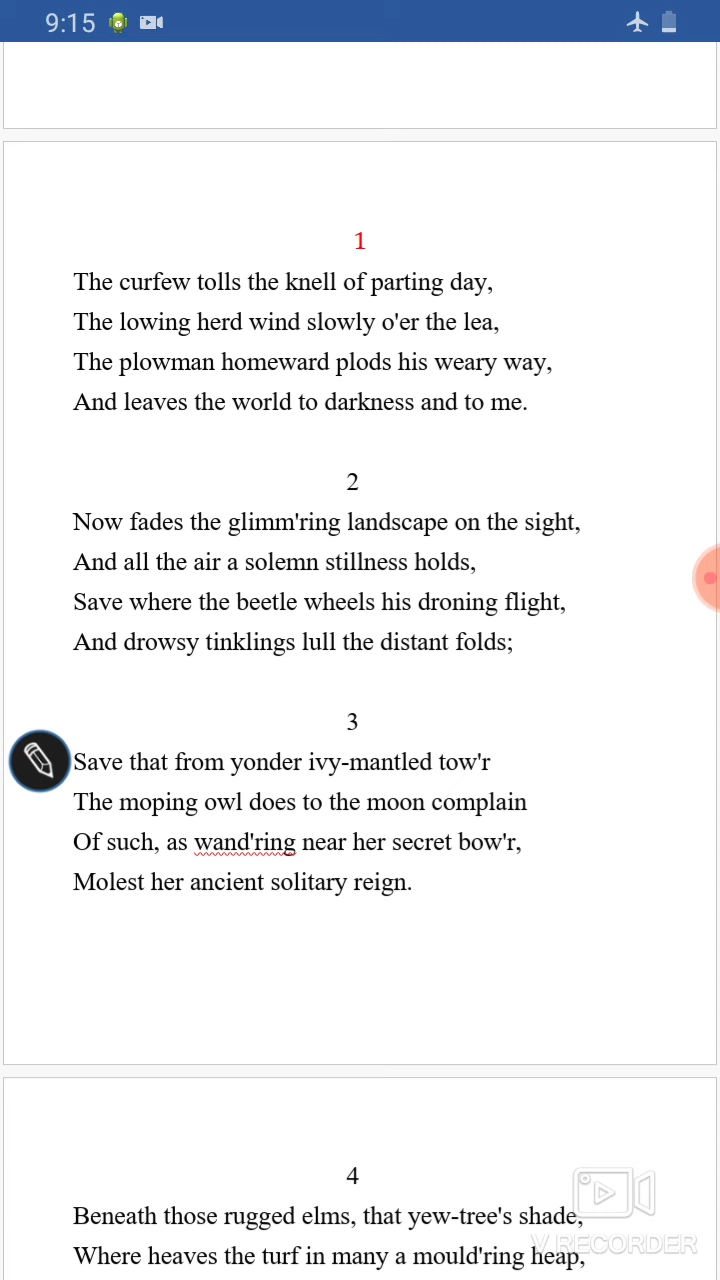 9:15
1
The curfew tolls the knell of parting day,
The lowing herd wind slowly o'er the lea,
The plowman homeward plods his weary way,
And leaves the world to darkness and to me.
2
Now fades the glimm'ring landscape on the sight,
And all the air a solemn stillness holds,
Save where the beetle wheels his droning flight,
And drowsy tinklings lull the distant folds;
3
Save that from yonder ivy-mantled tow'r
The moping owl does to the moon complain
Of such, as wand'ring near her secret bow'r,
Molest her ancient solitary reign.
4
Beneath those rugged elms, that yew-tree's shade,
Where heaves the turf in many a mould'ring heap,
V RECORDER